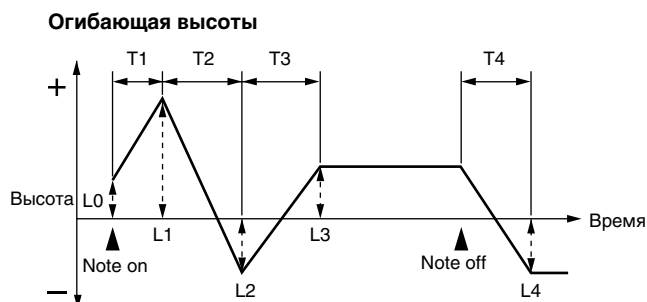 Огибающая высоты
T1 T2 T3 T4
+
Высота L0
Время
L1 L3
Note on Note off
–
L2 L4